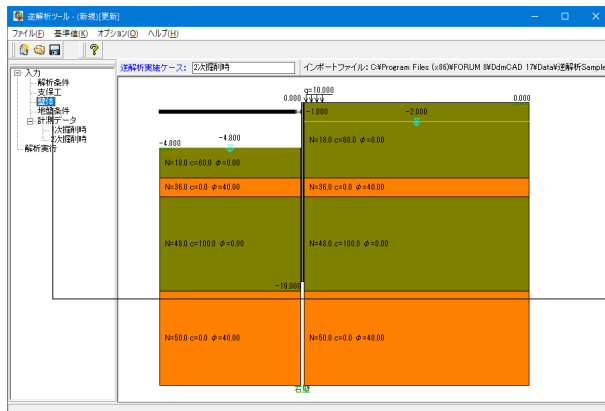 逆解析ツール - (新規)[更新]
ファイル(F) 基準値(K) オプション(O) ヘルプ(H)
入力
解析条件
支保工
壁体
地盤条件
計測データ
1次掘削時
2次掘削時
解析実行
逆解析実施ケース: 2次掘削時
インポートファイル: C:¥Program Files (x86)¥FORUM 8¥DdmCAD 17¥Data¥逆解析Sample
q=10.000
0.000
0.000
-1.000
-2.000
-4.800
-4.800
N=18.0 c=60.0 φ=0.00
N=18.0 c=60.0 φ=0.00
N=36.0 c=0.0 φ=40.00
N=36.0 c=0.0 φ=40.00
N=48.0 c=100.0 φ=0.00
N=48.0 c=100.0 φ=0.00
-19.000
N=50.0 c=0.0 φ=40.00
N=50.0 c=0.0 φ=40.00
右壁